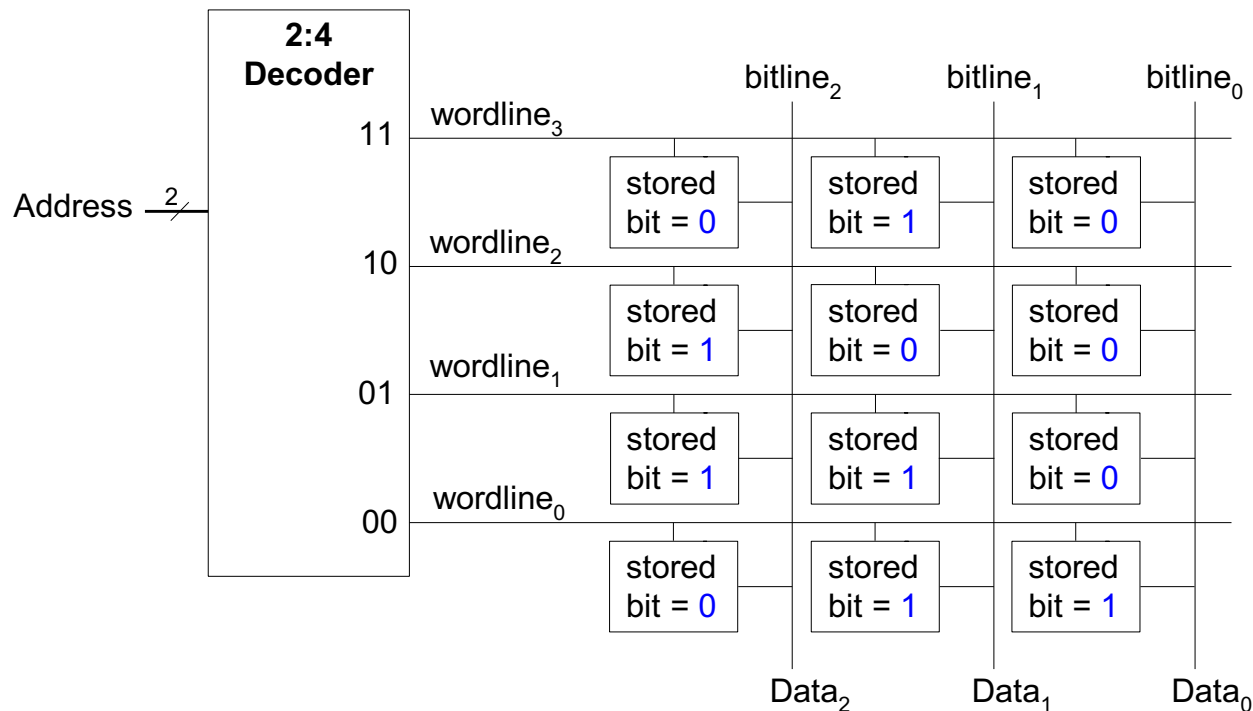 2:4
Decoder
bitline₂ bitline₁ bitline₀
wordline₃
11
stored stored stored
bit = 0 bit = 1 bit = 0
Address 2
wordline₂
10
stored stored stored
bit = 1 bit = 0 bit = 0
wordline₁
01
stored stored stored
bit = 1 bit = 1 bit = 0
wordline₀
00
stored stored stored
bit = 0 bit = 1 bit = 1
Data₂ Data₁ Data₀